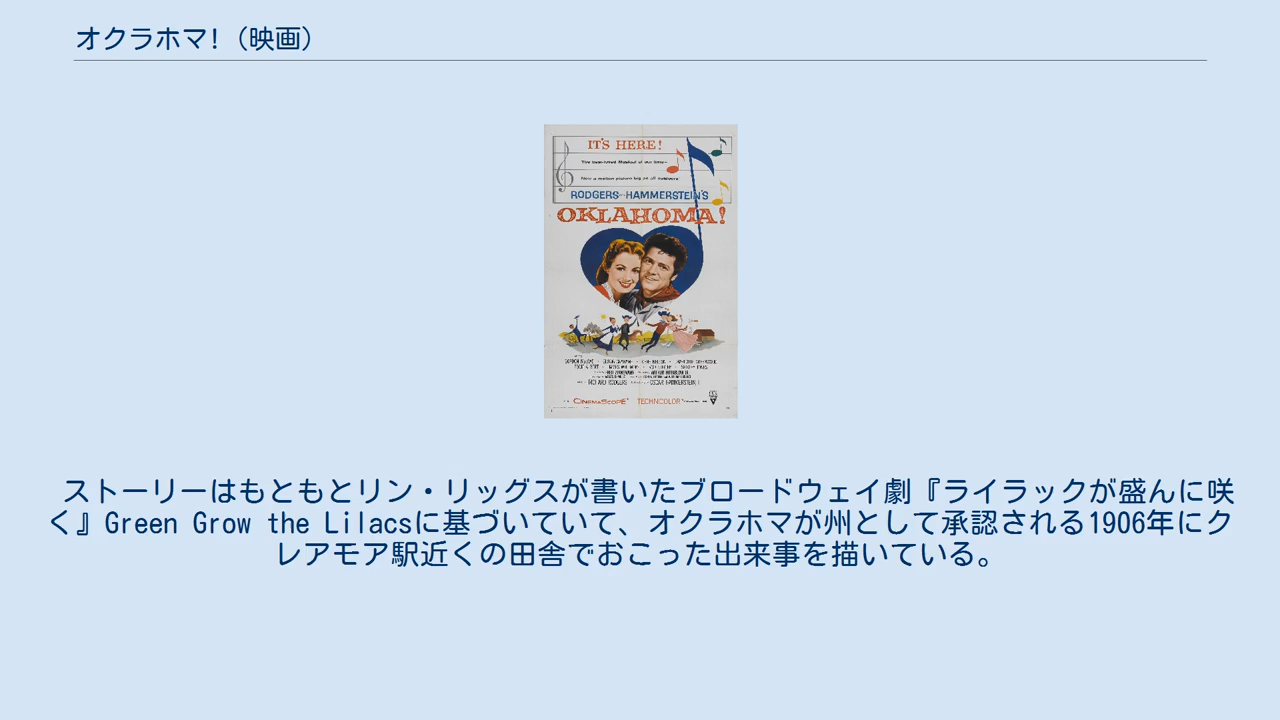 オクラホマ!（映画）
IT'S HERE!
RODGERS and HAMMERSTEIN'S
OKLAHOMA!
RICHARD RODGERS OSCAR HAMMERSTEIN II
CINEMASCOPE TECHNICOLOR
ストーリーはもともとリン・リッグスが書いたブロードウェイ劇『ライラックが盛んに咲
く』Green Grow the Lilacsに基づいていて、オクラホマが州として承認される1906年にク
レアモア駅近くの田舎でおこった出来事を描いている。